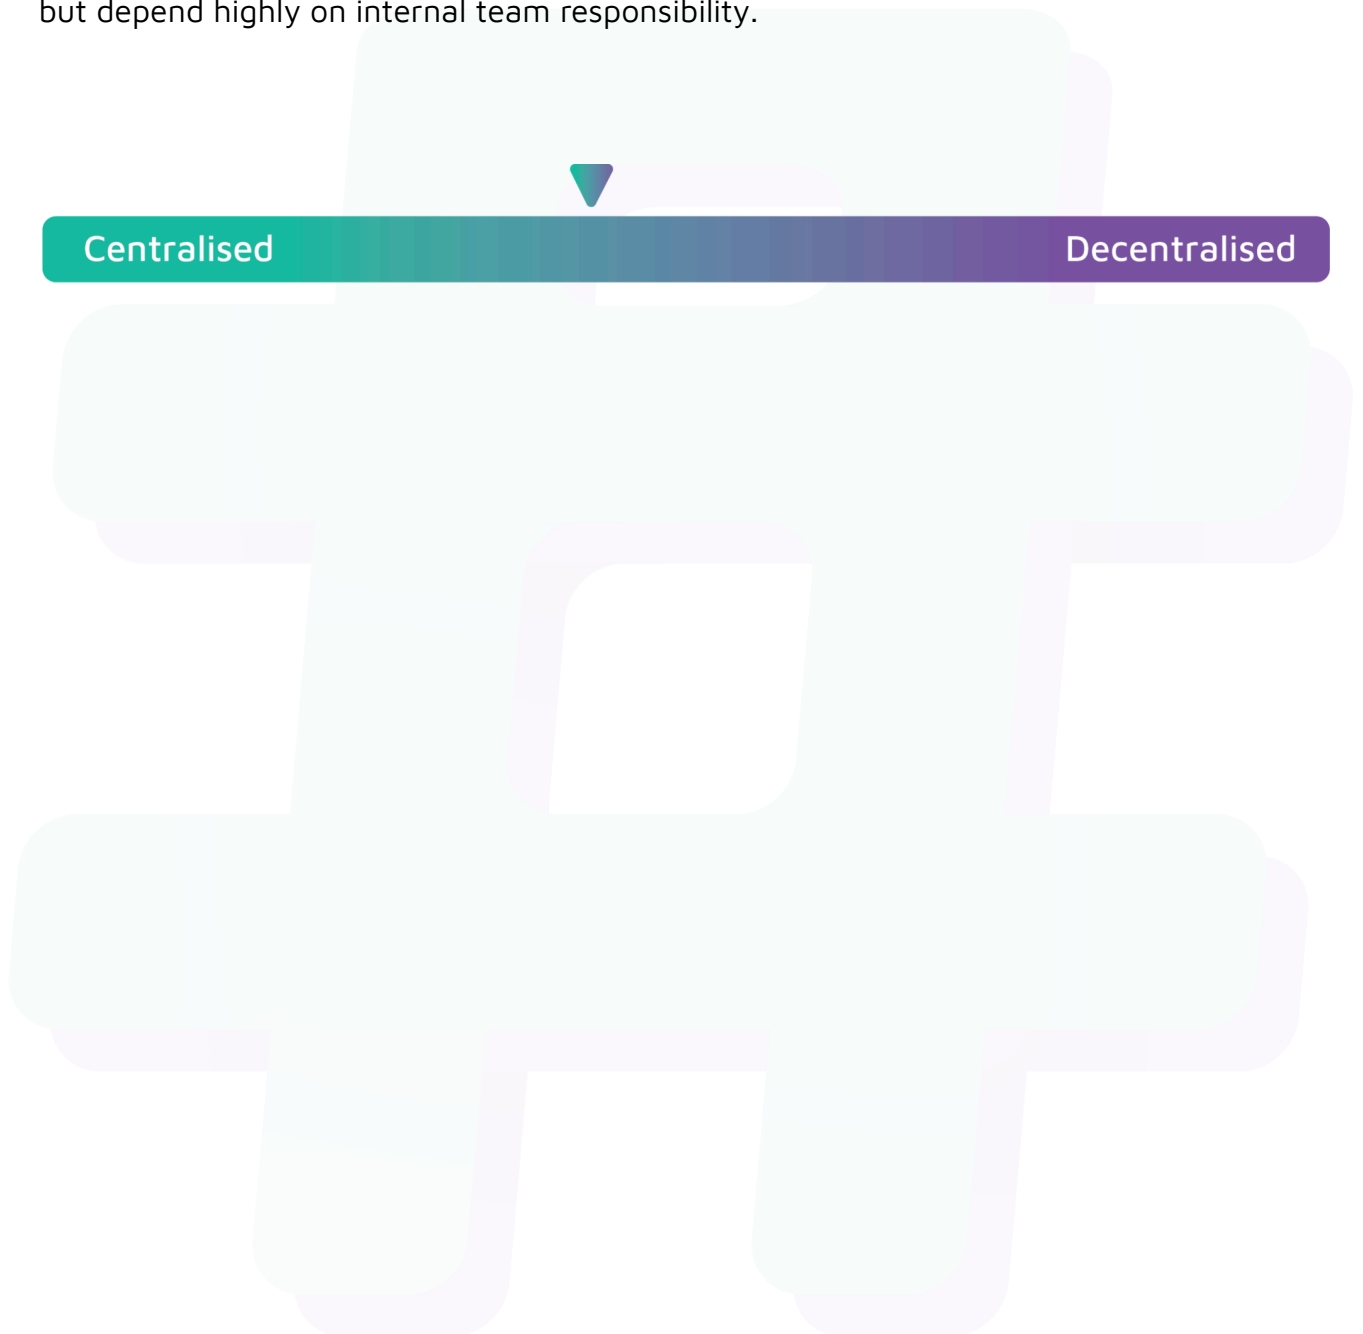 but depend highly on internal team responsibility.
Centralised
Decentralised